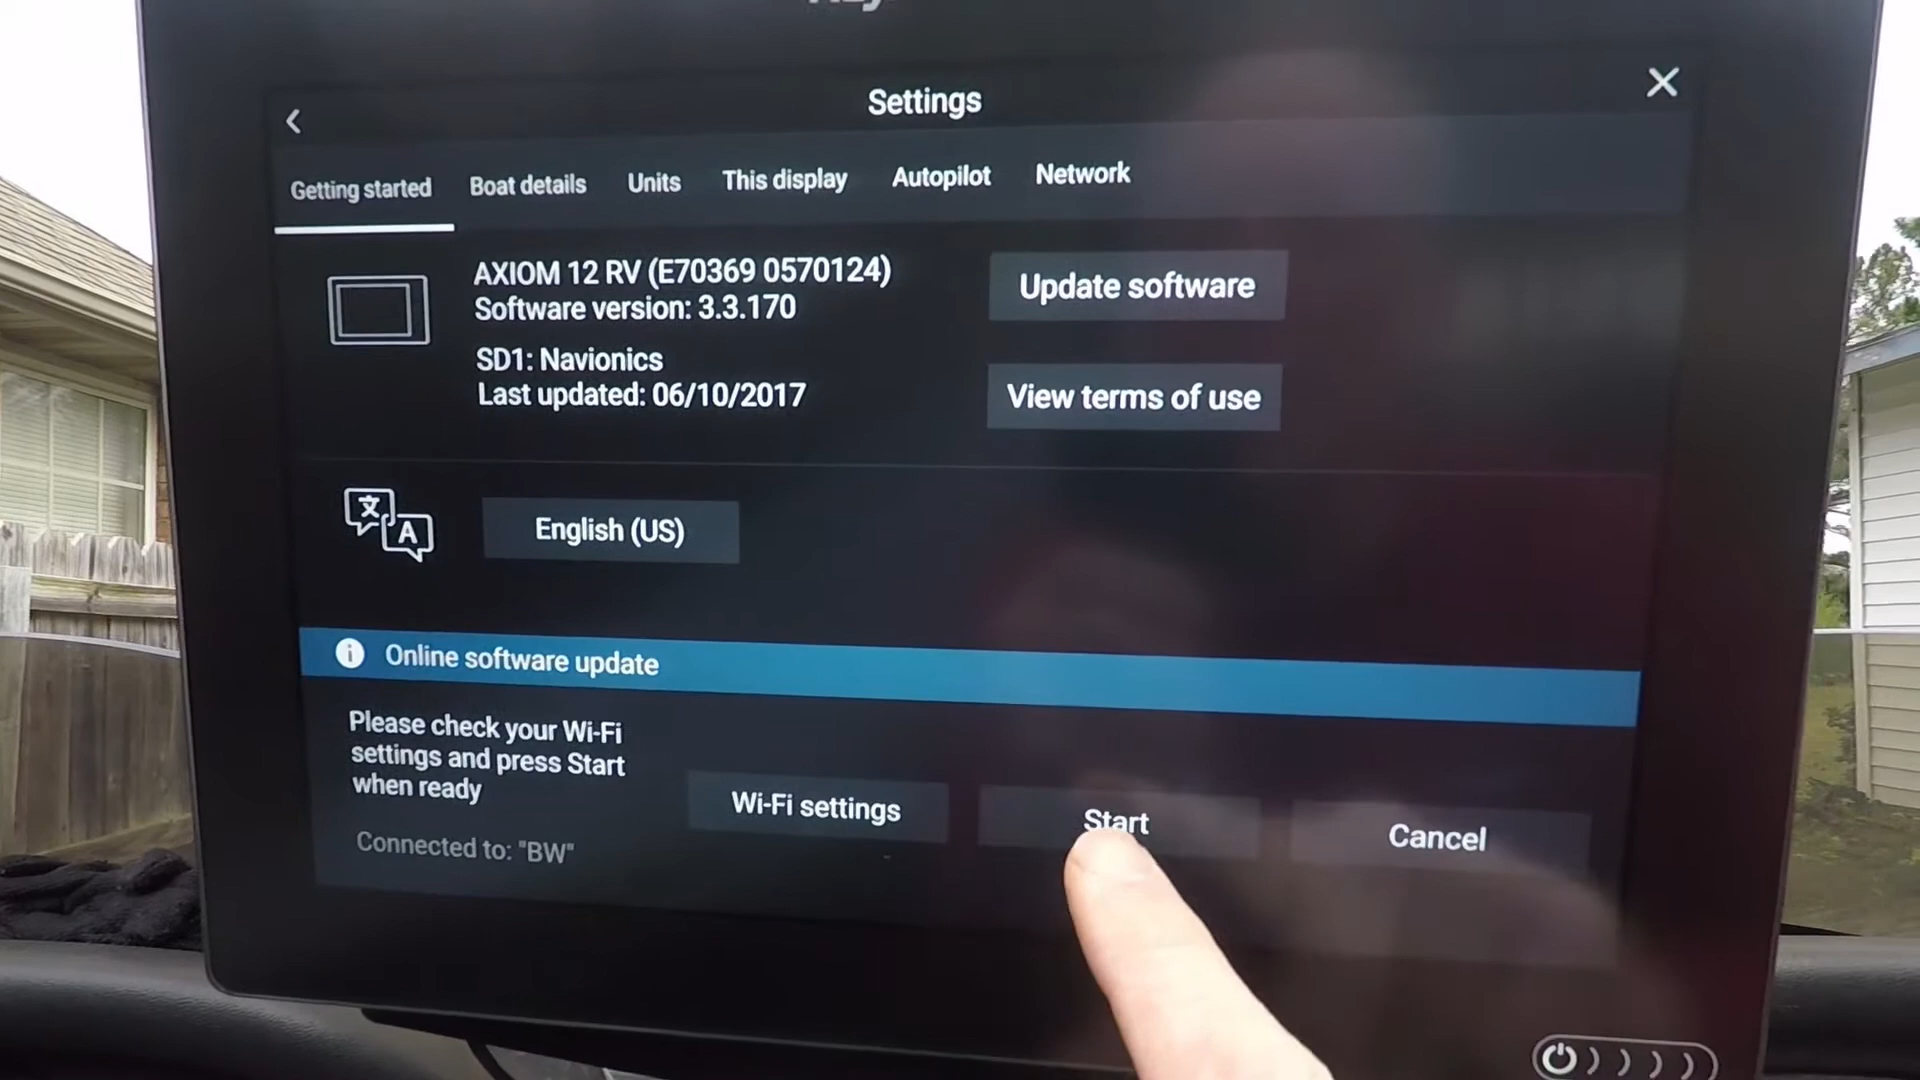 Settings
Getting started Boat details Units This display Autopilot Network
AXIOM 12 RV (E70369 0570124)
Software version: 3.3.170
Update software
SD1: Navionics
Last updated: 06/10/2017
View terms of use
文A
English (US)
Online software update
Please check your Wi-Fi
settings and press Start
when ready
Wi-Fi settings
Start
Cancel
Connected to: "BW"